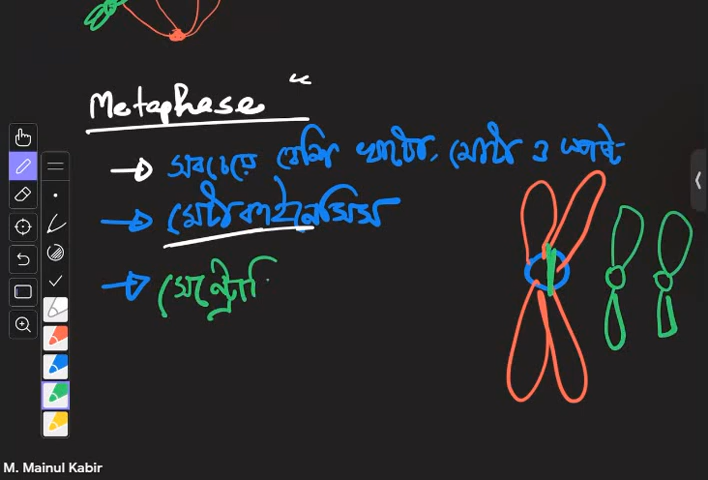 Metaphase
→ সবচেয়ে বেশি খাটো, মোটা ও স্পষ্ট
→ মেটাকাইনেসিস
→ সেন্ট্রোমি
M. Mainul Kabir